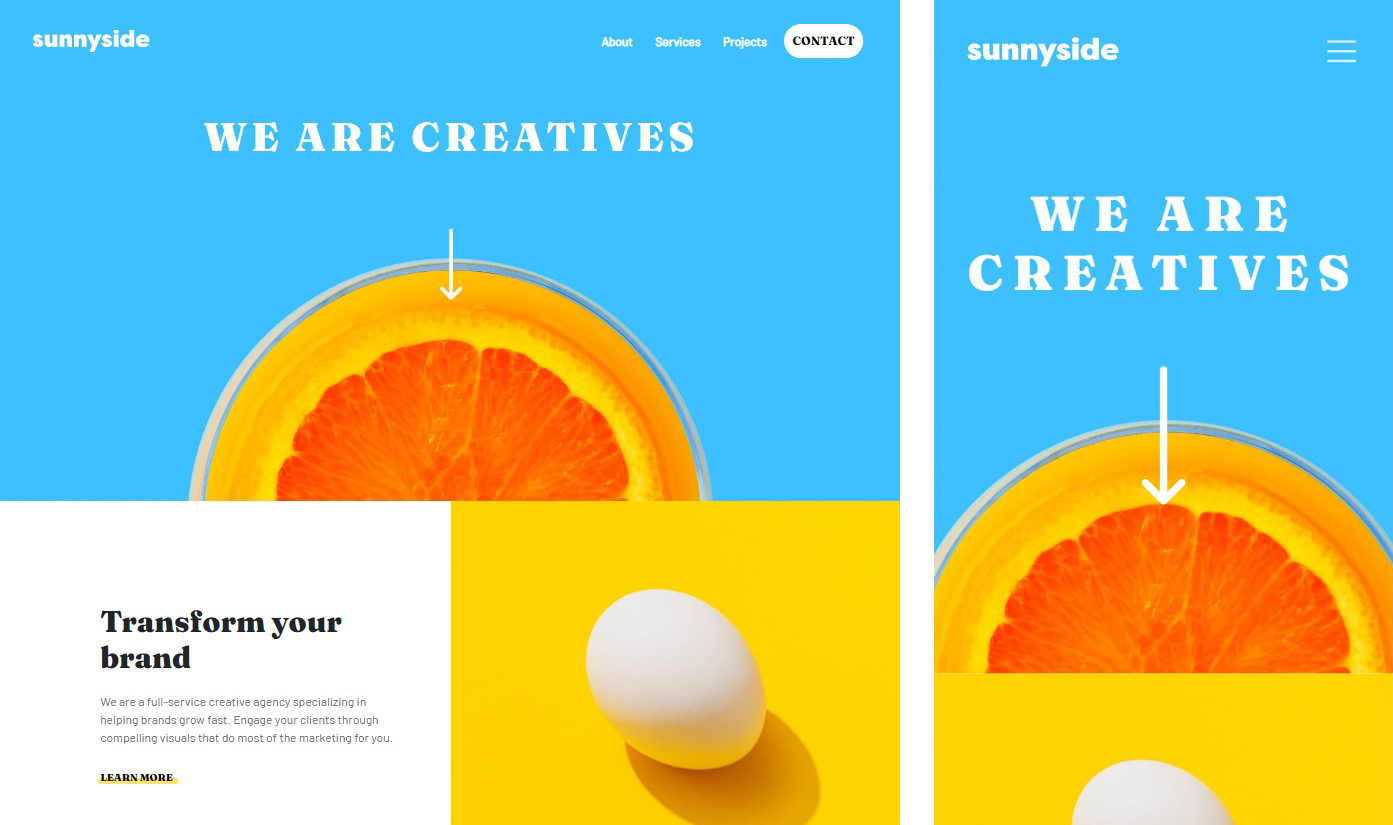 sunnyside
About Services Projects CONTACT
WE ARE CREATIVES
Transform your
brand
We are a full-service creative agency specializing in
helping brands grow fast. Engage your clients through
compelling visuals that do most of the marketing for you.
LEARN MORE
sunnyside
WE ARE
CREATIVES